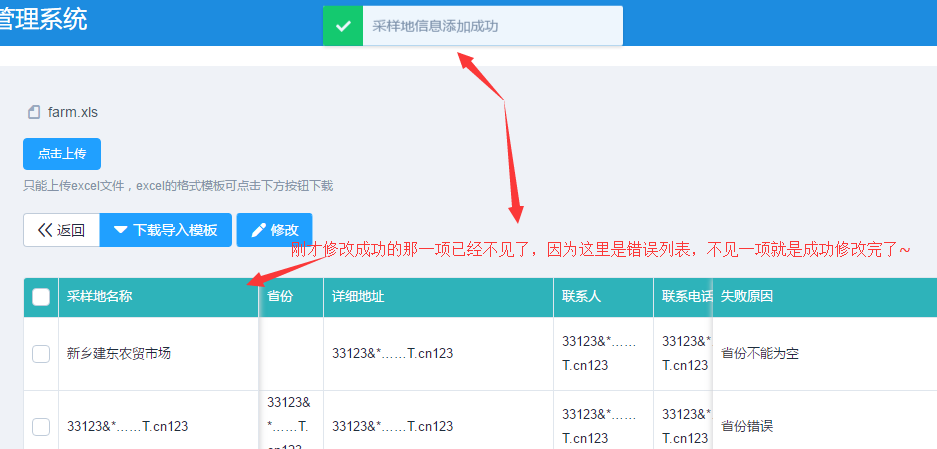 管理系统
采样地信息添加成功
farm.xls
点击上传
只能上传excel文件，excel的格式模板可点击下方按钮下载
返回 下载导入模板 修改
刚才修改成功的那一项已经不见了，因为这里是错误列表，不见一项就是成功修改完了~
采样地名称 省份 详细地址 联系人 联系电话 失败原因
新乡建东农贸市场 33123&*……T.cn123 33123&*…… 33123&* 省份不能为空
T.cn123 T.cn123
33123&
33123&*……T.cn123 *……T. 33123&*……T.cn123 33123&*…… 33123&* 省份错误
T.cn123 T.cn123
cn123